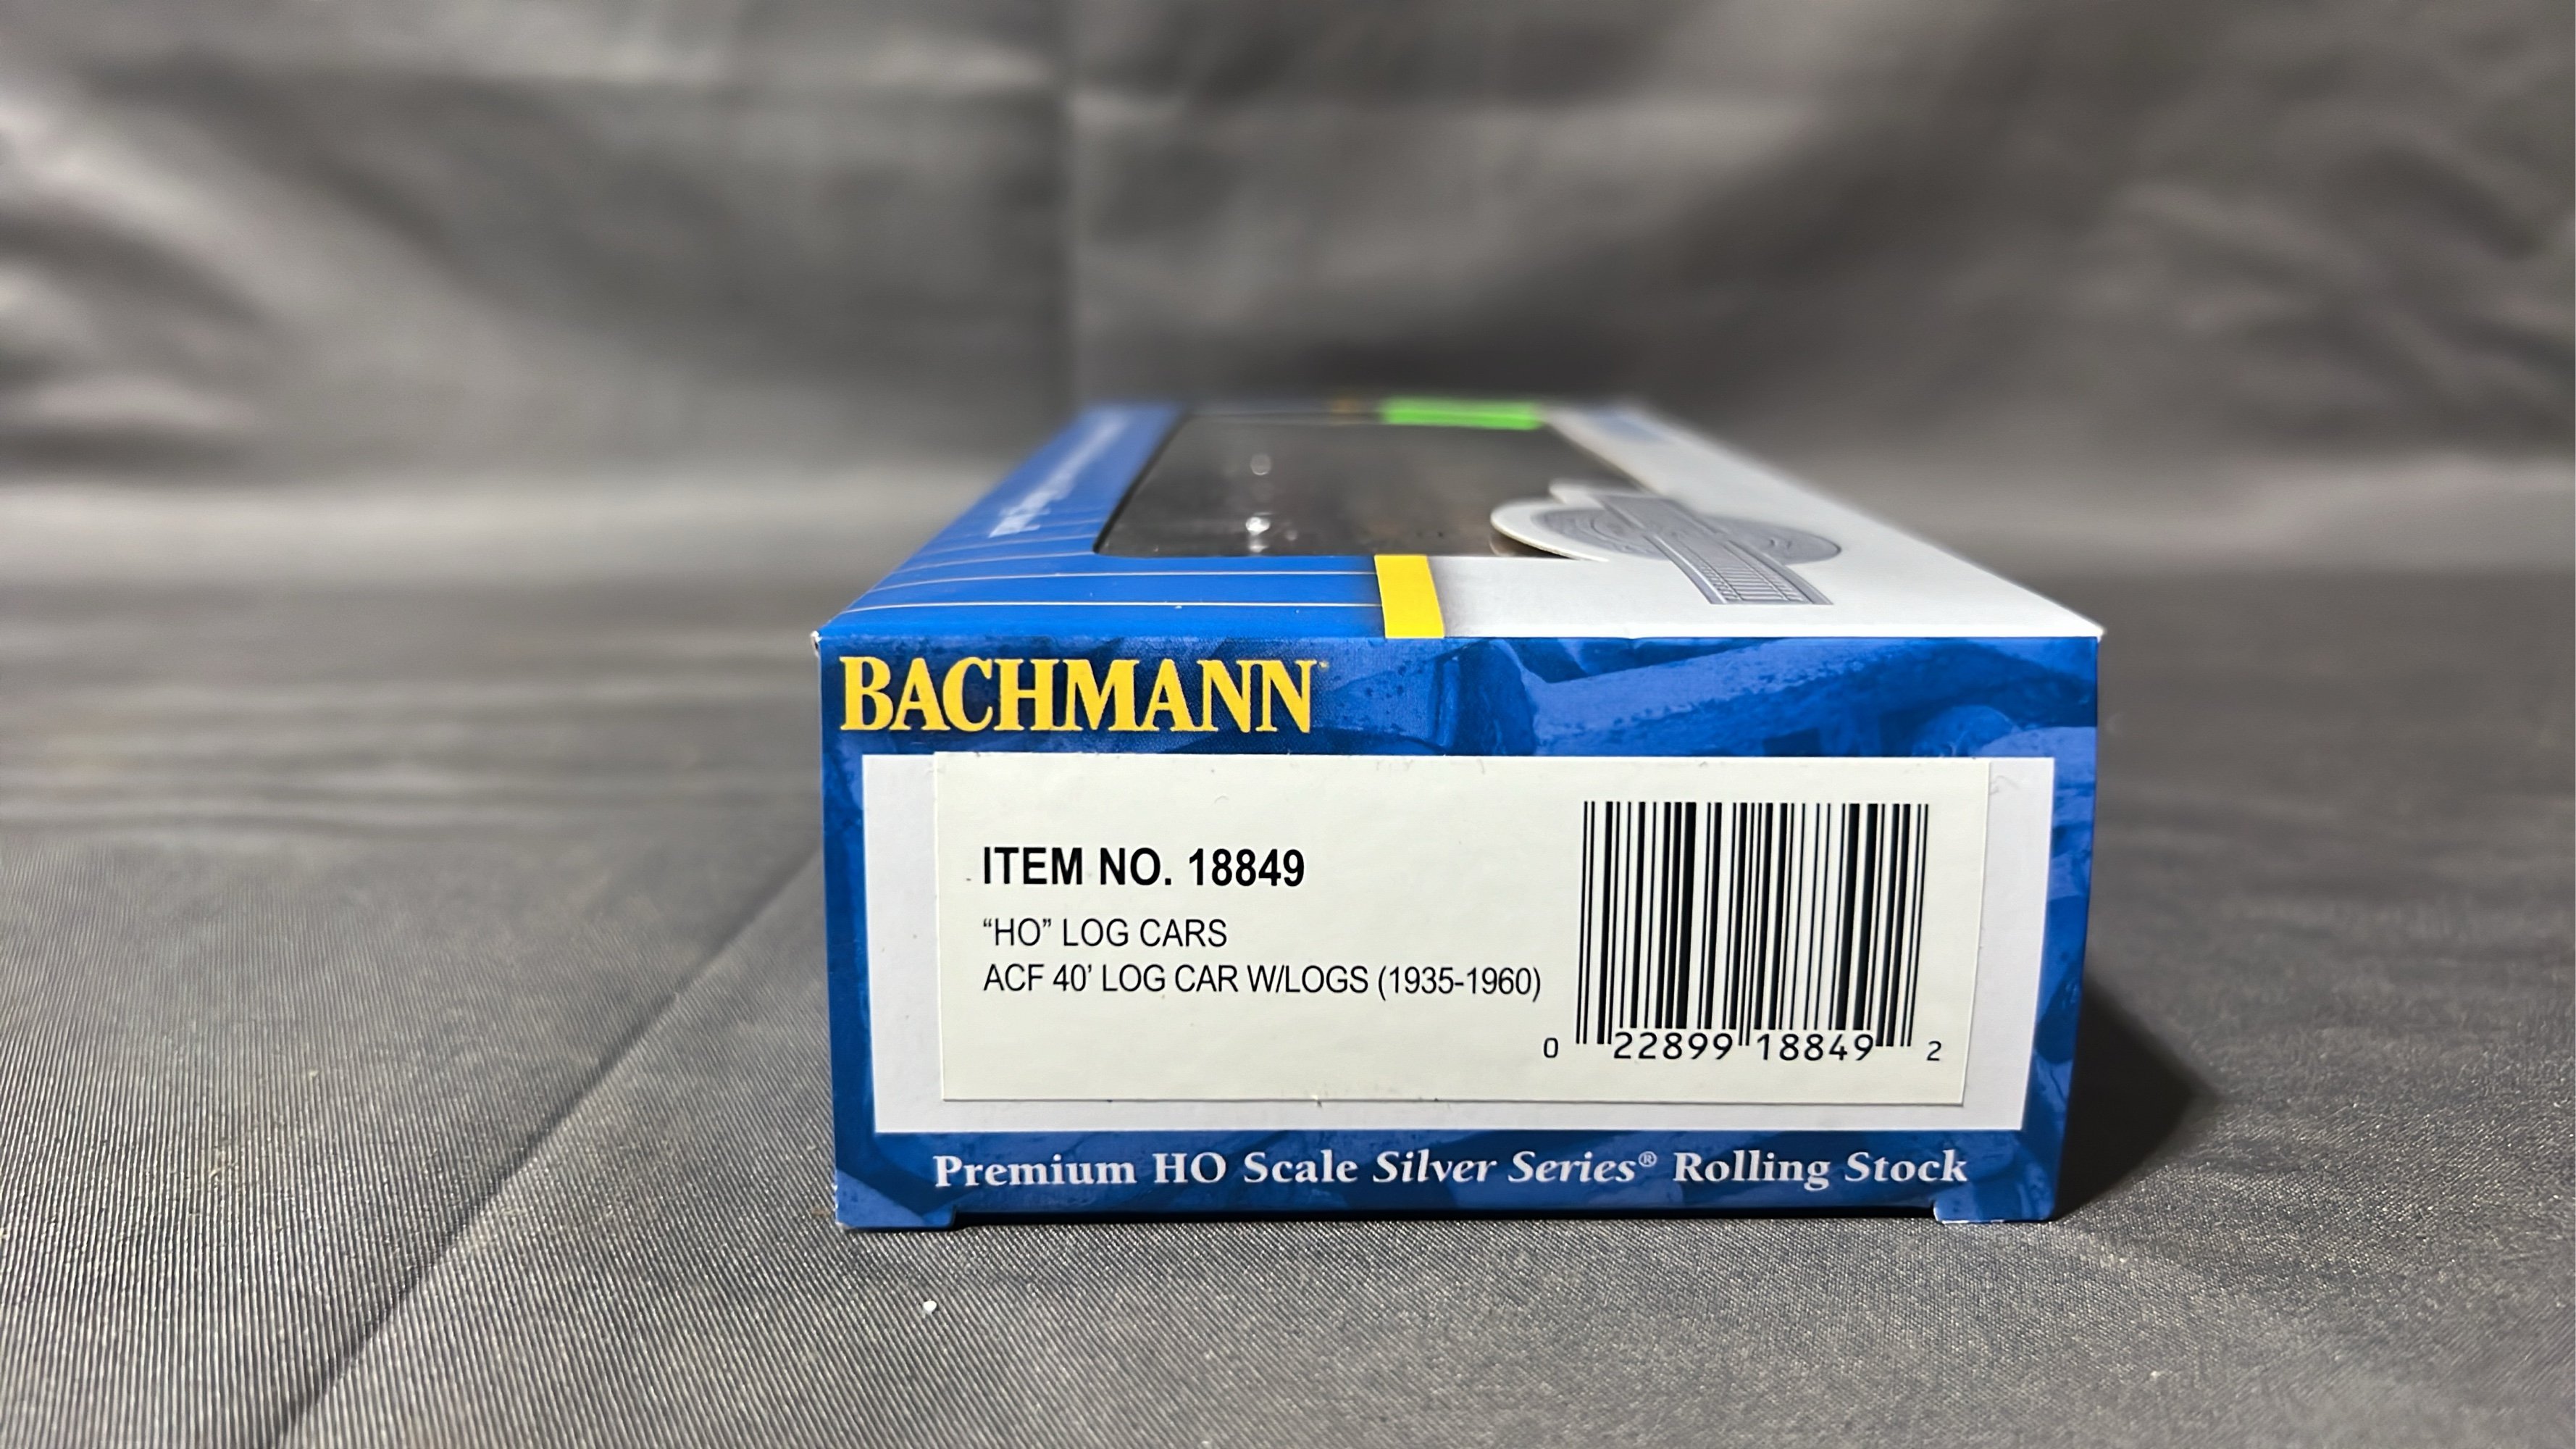 BACHMANN
ITEM NO. 18849
“HO” LOG CARS
ACF 40’ LOG CAR W/LOGS (1935-1960)
0 22899 18849 2
Premium HO Scale Silver Series® Rolling Stock